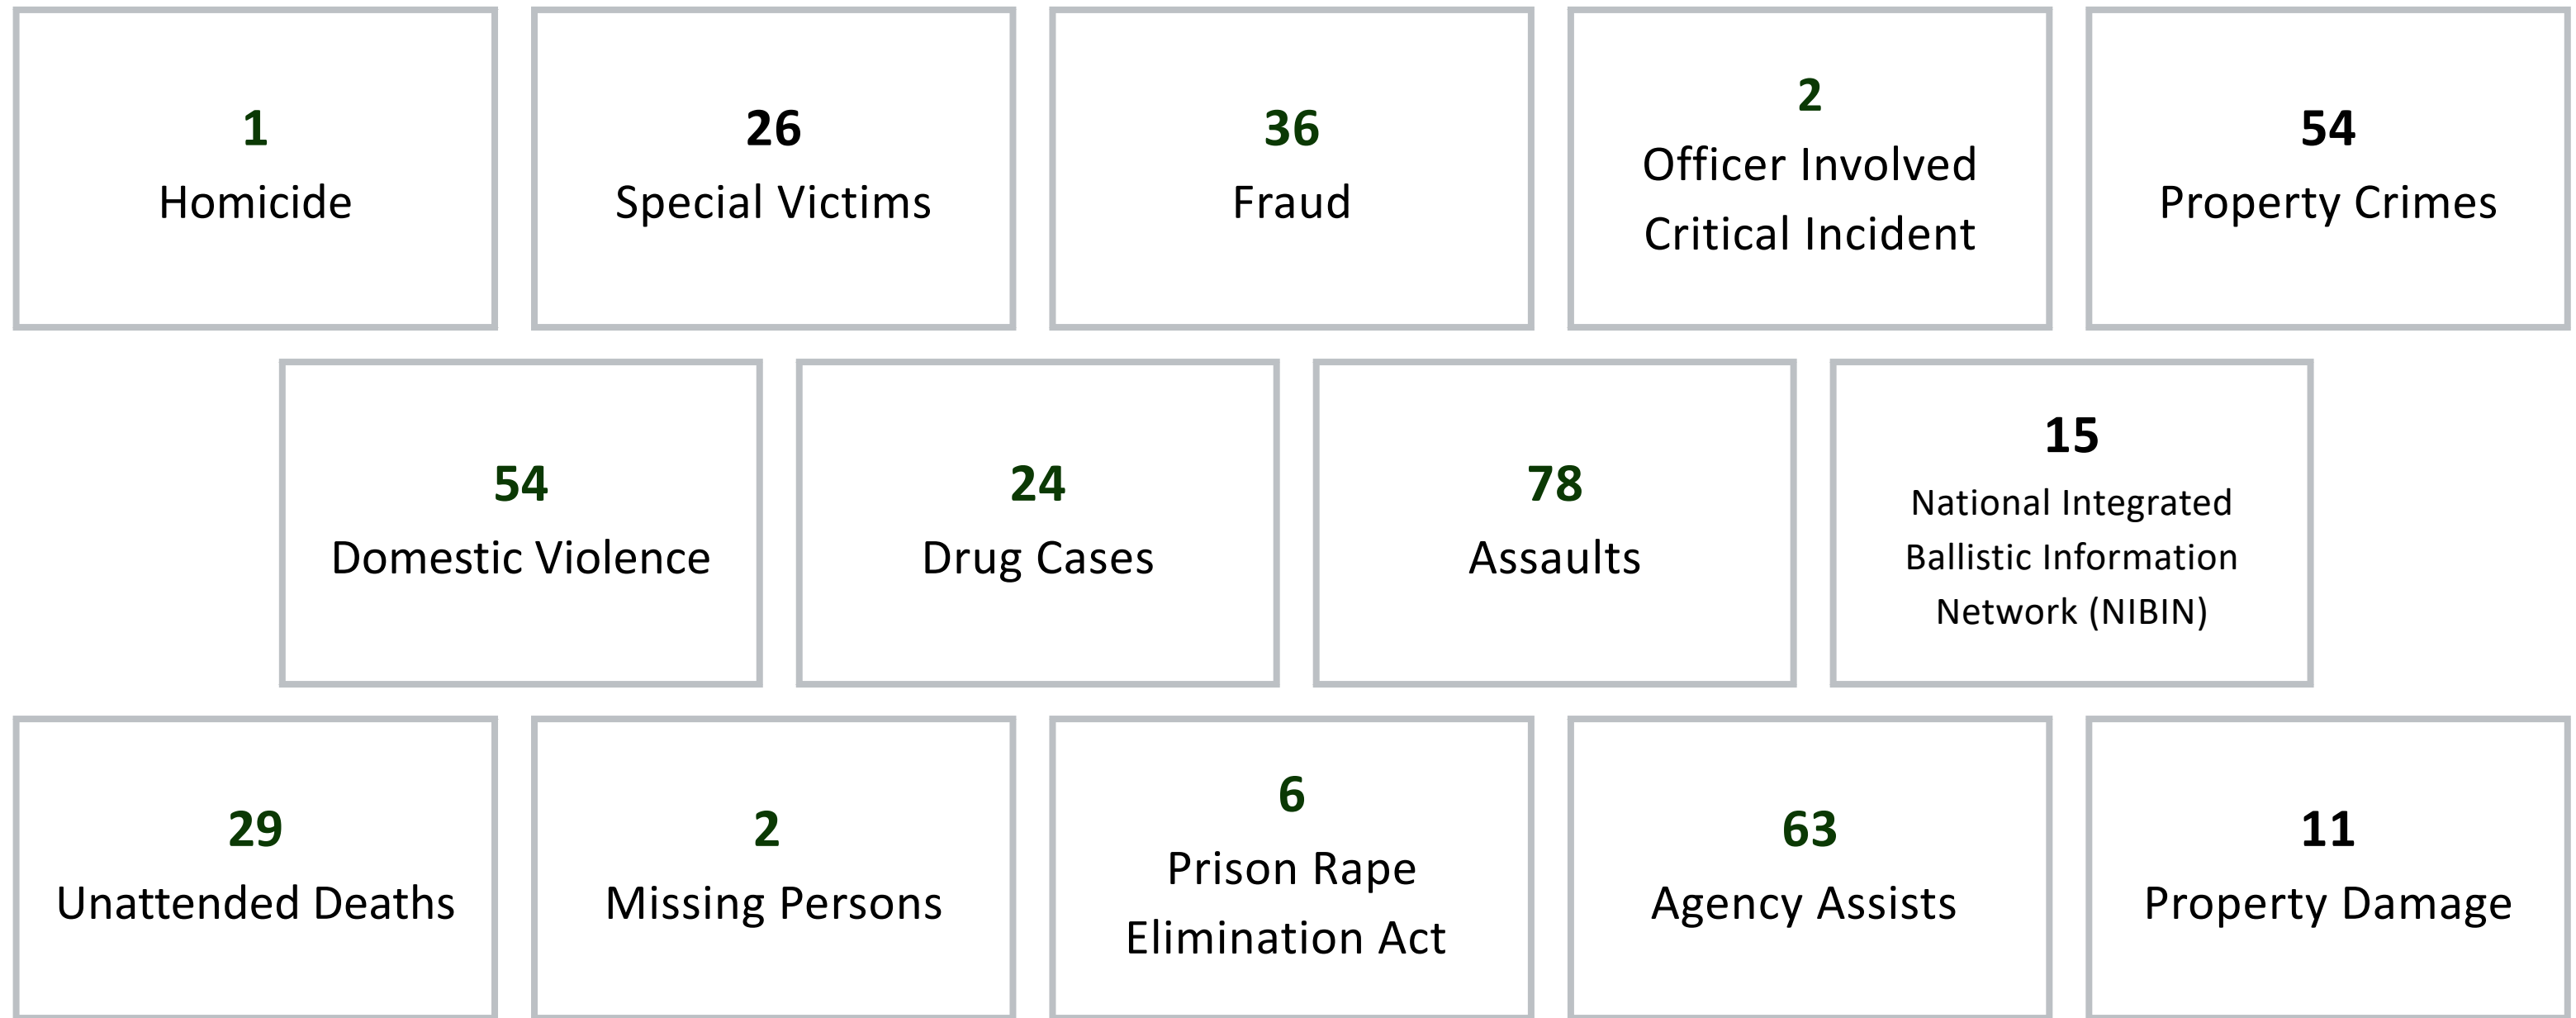 1
Homicide
26
Special Victims
36
Fraud
2
Officer Involved
Critical Incident
54
Property Crimes
54
Domestic Violence
24
Drug Cases
78
Assaults
15
National Integrated
Ballistic Information
Network (NIBIN)
29
Unattended Deaths
2
Missing Persons
6
Prison Rape
Elimination Act
63
Agency Assists
11
Property Damage